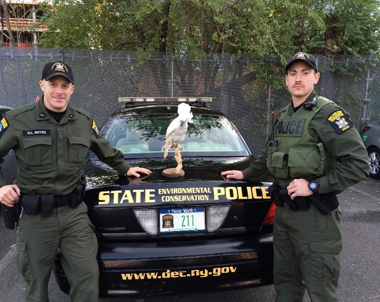 POLICE
STATE ENVIRONMENTAL CONSERVATION POLICE
New York
211
www.dec.ny.gov